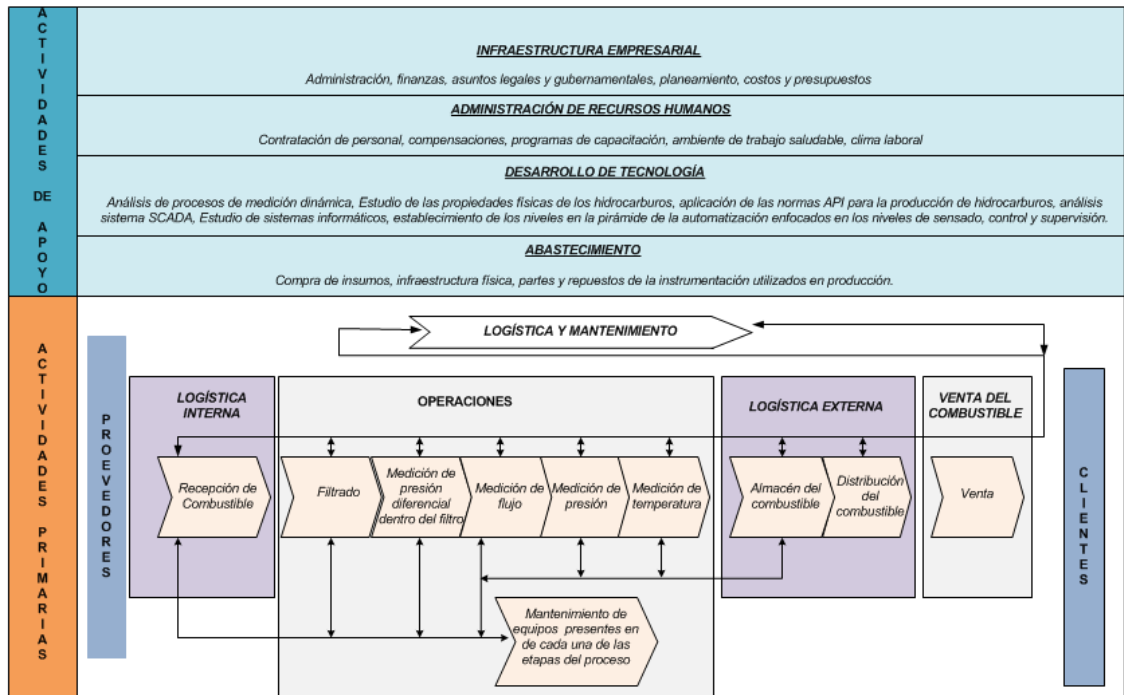 ACTIVIDADES DE APOYO
INFRAESTRUCTURA EMPRESARIAL
Administración, finanzas, asuntos legales y gubernamentales, planeamiento, costos y presupuestos
ADMINISTRACIÓN DE RECURSOS HUMANOS
Contratación de personal, compensaciones, programas de capacitación, ambiente de trabajo saludable, clima laboral
DESARROLLO DE TECNOLOGÍA
Análisis de procesos de medición dinámica, Estudio de las propiedades físicas de los hidrocarburos, aplicación de las normas API para la producción de hidrocarburos, análisis
sistema SCADA, Estudio de sistemas informáticos, establecimiento de los niveles en la pirámide de la automatización enfocados en los niveles de sensado, control y supervisión.
ABASTECIMIENTO
Compra de insumos, infraestructura física, partes y repuestos de la instrumentación utilizados en producción.
ACTIVIDADES PRIMARIAS
PROEVEDORES
LOGÍSTICA Y MANTENIMIENTO
LOGÍSTICA
INTERNA
OPERACIONES
LOGÍSTICA EXTERNA
VENTA DEL
COMBUSTIBLE
Recepción de
Combustible
Filtrado
Medición de
presión
diferencial
dentro del filtro
Medición de
flujo
Medición de
presión
Medición de
temperatura
Almacén del
combustible
Distribución
del
combustible
Venta
Mantenimiento de
equipos presentes en
de cada una de las
etapas del proceso
CLIENTES